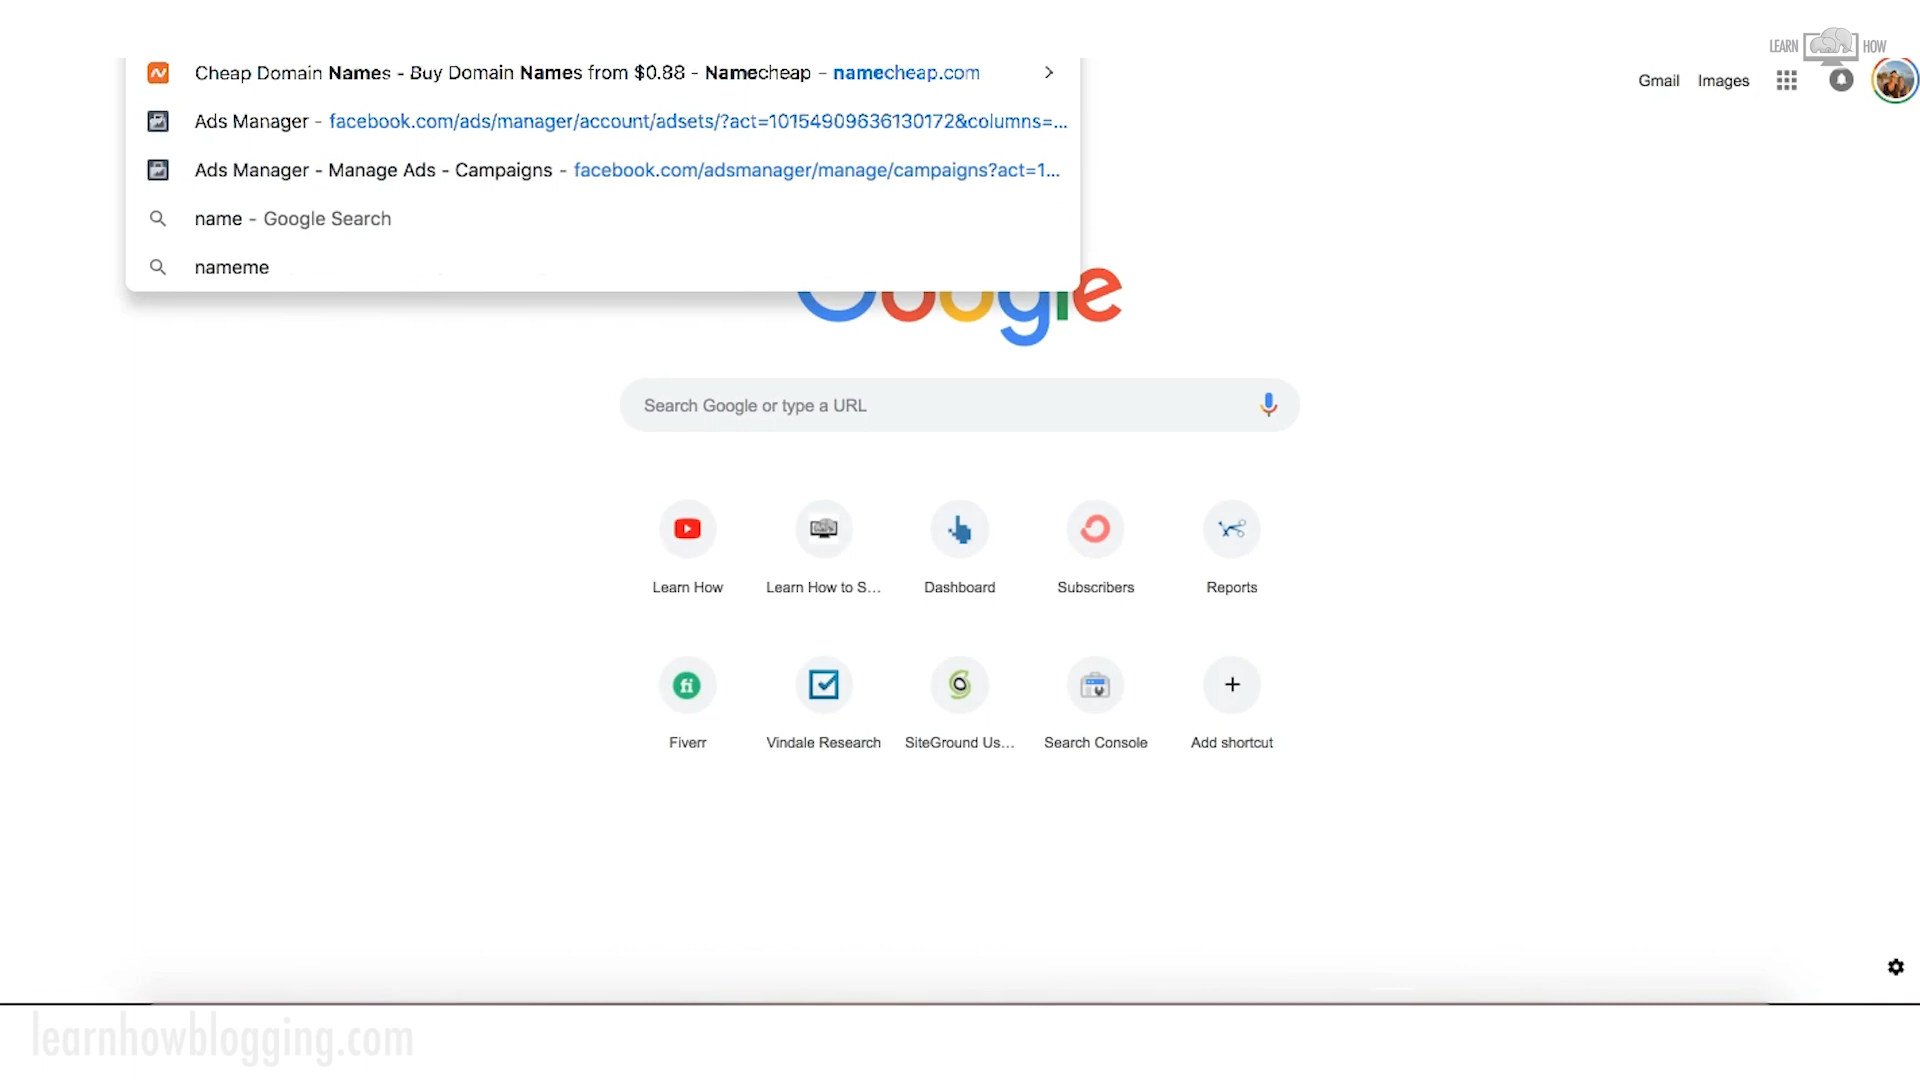 LEARN HOW
Cheap Domain Names - Buy Domain Names from $0.88 - Namecheap - namecheap.com
Gmail Images
Ads Manager - facebook.com/ads/manager/account/adsets/?act=10154909636130172&columns=...
Ads Manager - Manage Ads - Campaigns - facebook.com/adsmanager/manage/campaigns?act=1...
name - Google Search
nameme
Google
Search Google or type a URL
Learn How
Learn How to S...
Dashboard
Subscribers
Reports
fi
Fiverr
Vindale Research
SiteGround Us...
Search Console
Add shortcut
learnhowblogging.com